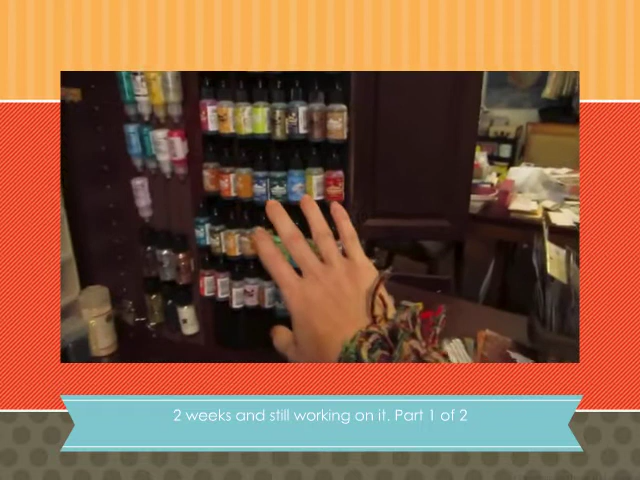 2 weeks and still working on it. Part 1 of 2